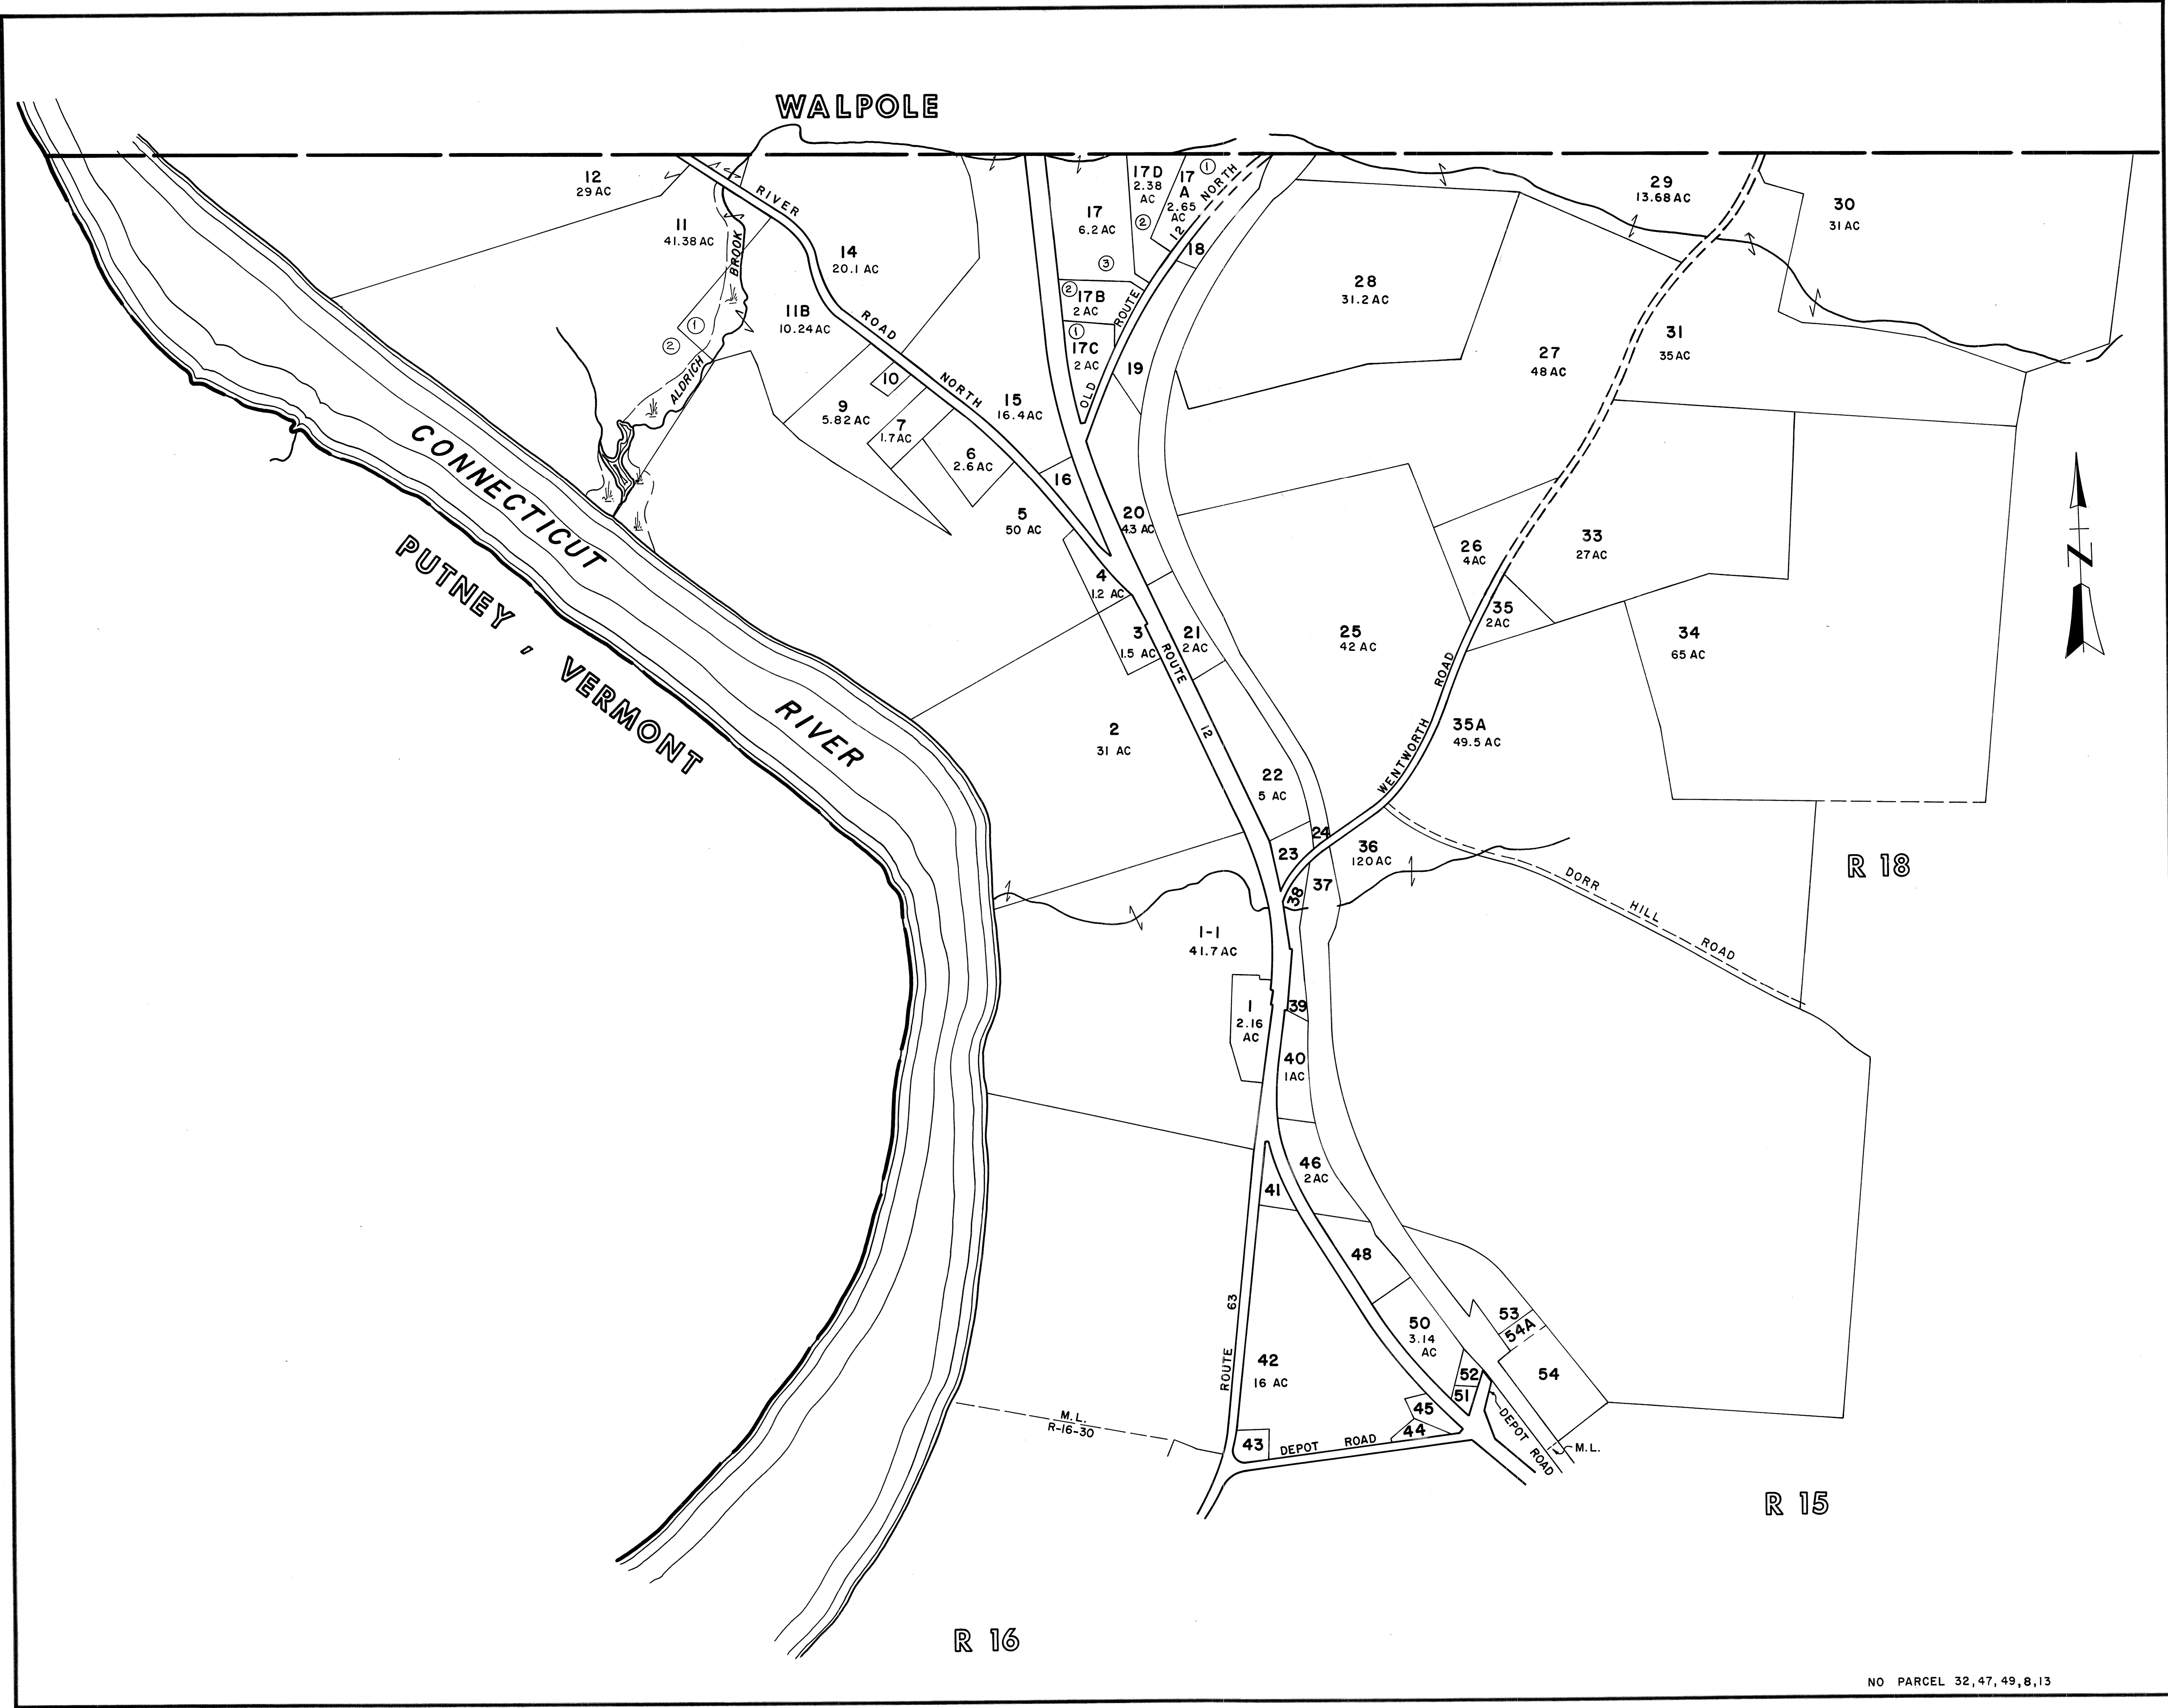 WALPOLE
12
29 AC
11
41.38 AC
RIVER
ROAD
NORTH
14
20.1 AC
11B
10.24 AC
BROOK
ALDRICH
1
2
10
9
5.82 AC
7
1.7 AC
6
2.6 AC
15
16.4 AC
16
5
50 AC
17
6.2 AC
3
17D
2.38
AC
2
17
A
2.65
AC
1
OLD ROUTE 12 NORTH
18
2
17B
2 AC
1
17C
2 AC
19
20
4.3 AC
28
31.2 AC
29
13.68 AC
30
31 AC
27
48 AC
31
35 AC
26
4 AC
33
27 AC
35
2 AC
34
65 AC
25
42 AC
35A
49.5 AC
WENTWORTH ROAD
N
CONNECTICUT
RIVER
PUTNEY, VERMONT
4
1.2 AC
3
1.5 AC
21
2 AC
ROUTE 12
2
31 AC
22
5 AC
24
23
36
120 AC
37
38
DORR HILL ROAD
R 18
1-1
41.7 AC
1
2.16
AC
39
40
1 AC
46
2 AC
41
48
ROUTE 63
42
16 AC
50
3.14
AC
53
54A
54
52
51
45
44
43
DEPOT ROAD
DEPOT ROAD
M.L.
M.L.
R-16-30
R 15
R 16
NO PARCEL 32,47,49,8,13